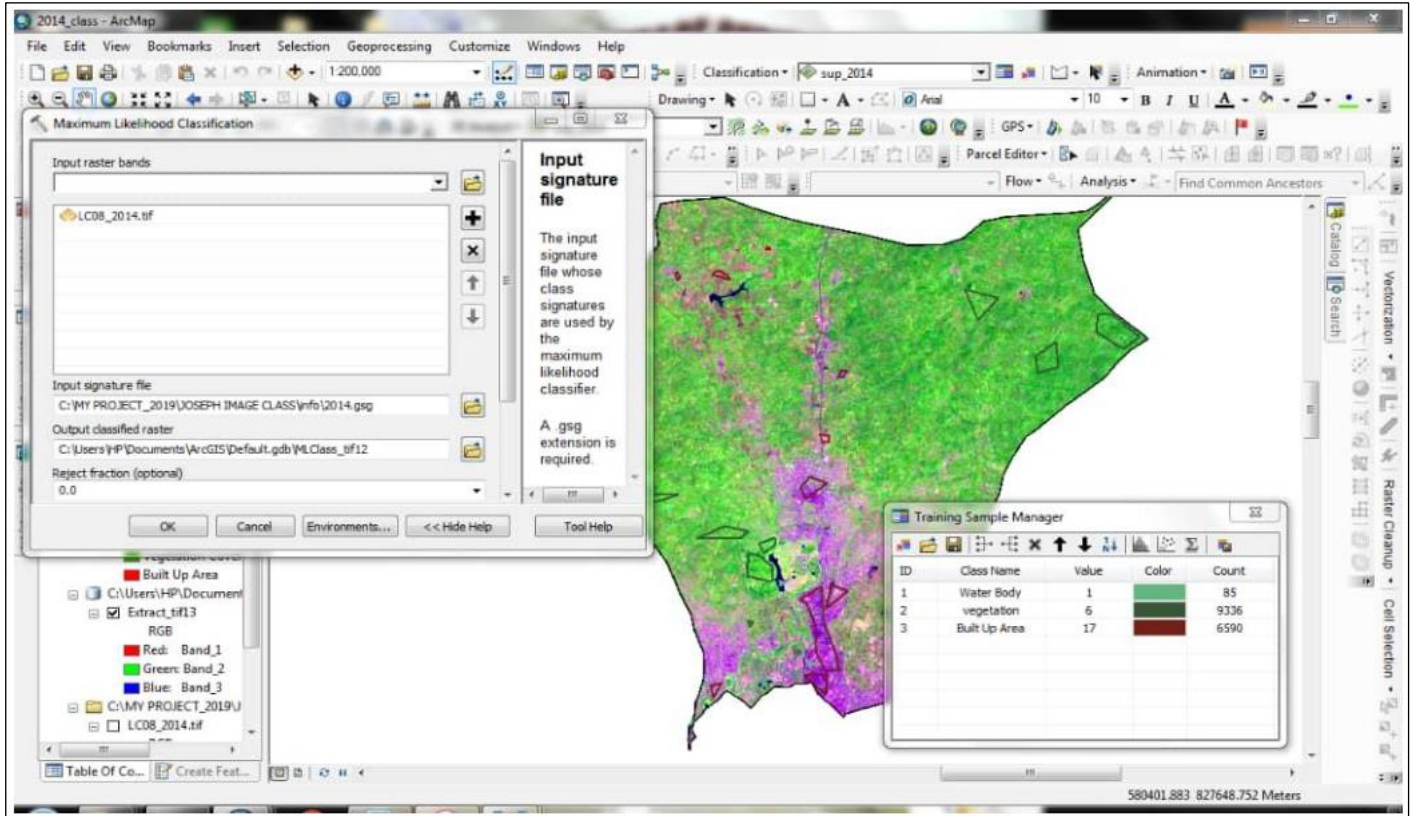 2014_class - ArcMap
File Edit View Bookmarks Insert Selection Geoprocessing Customize Windows Help
1:200,000
Classification sup_2014 Animation
Drawing A Arial 10 B I U A
GPS
Parcel Editor
Flow Analysis Find Common Ancestors
Maximum Likelihood Classification
Input raster bands
LC08_2014.tif
Input signature file
C:\MY PROJECT_2019\JOSEPH IMAGE CLASS\info\2014.gsg
Output classified raster
C:\Users\HP\Documents\ArcGIS\Default.gdb\MLClass_tif12
Reject fraction (optional)
0.0
OK Cancel Environments... << Hide Help Tool Help
Input
signature
file
The input
signature
file whose
class
signatures
are used by
the
maximum
likelihood
classifier.
A .gsg
extension is
required.
Built Up Area
C:\Users\HP\Document
Extract_tif13
RGB
Red: Band_1
Green: Band_2
Blue: Band_3
C:\MY PROJECT_2019\J
LC08_2014.tif
Table Of Co... Create Feat...
Training Sample Manager
ID Class Name Value Color Count
1 Water Body 1 85
2 vegetation 6 9336
3 Built Up Area 17 6590
Catalog
Search
Vectorization
Raster Cleanup
Cell Selection
580401.883 827648.752 Meters